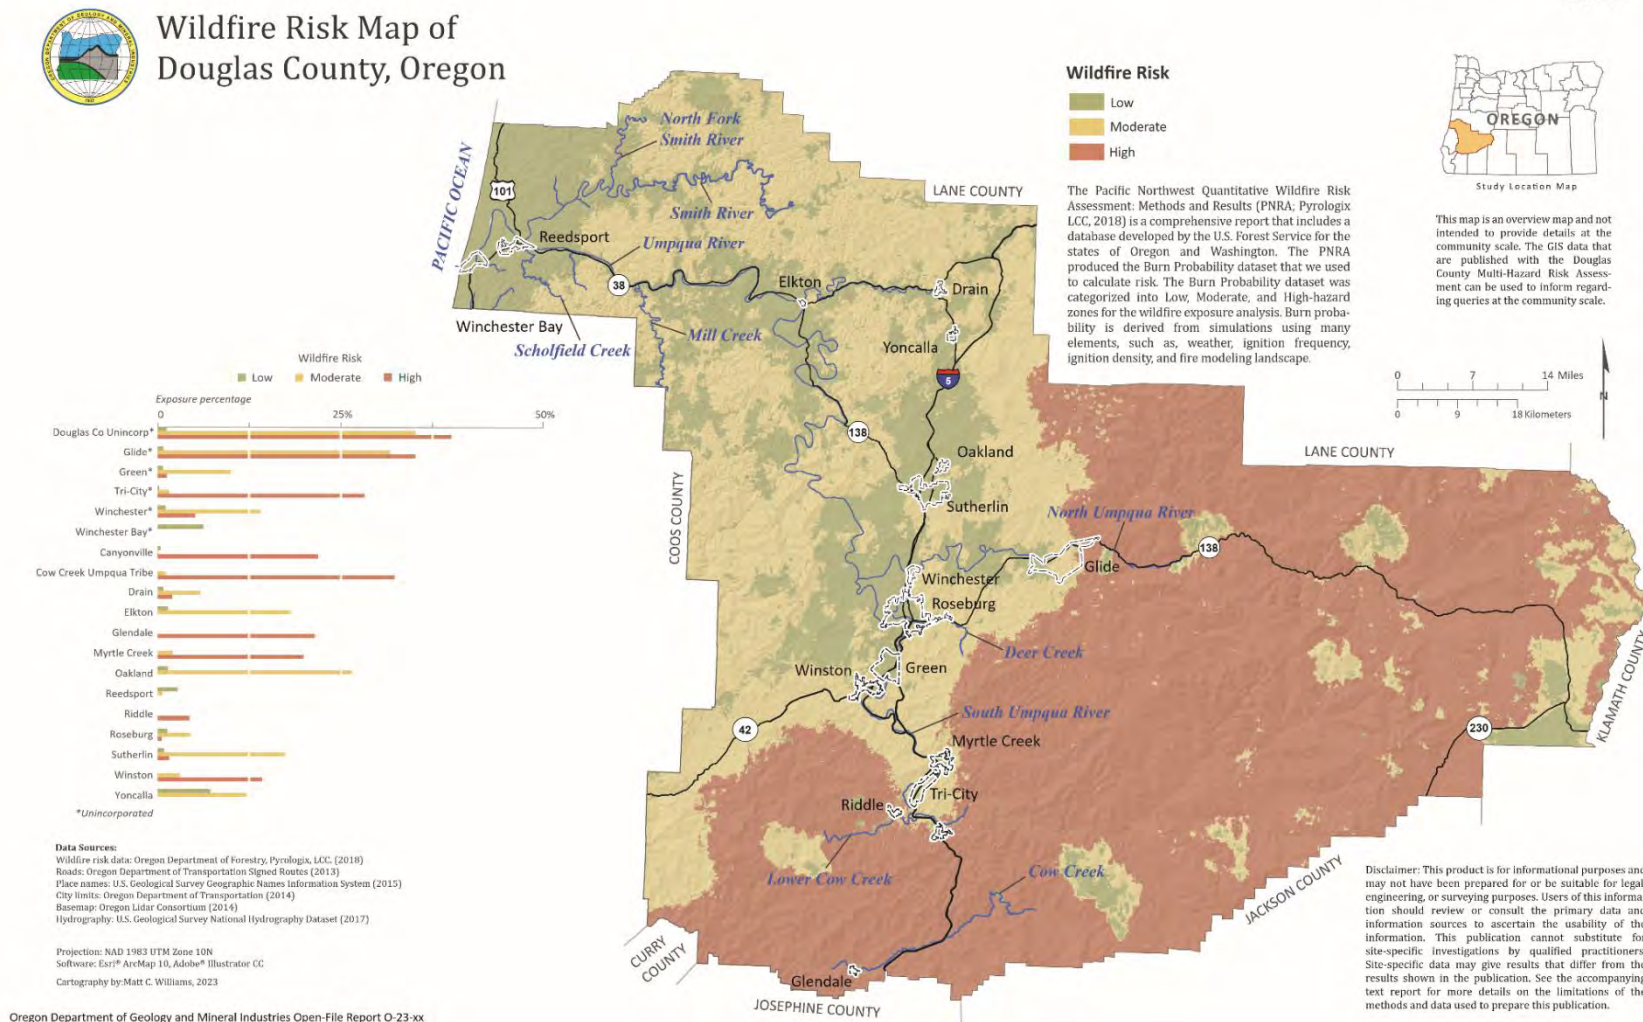 Wildfire Risk Map of
Douglas County, Oregon
Wildfire Risk
Low
Moderate
High
The Pacific Northwest Quantitative Wildfire Risk
Assessment: Methods and Results (PNRA; Pyrologix
LCC, 2018) is a comprehensive report that includes a
database developed by the U.S. Forest Service for the
states of Oregon and Washington. The PNRA
produced the Burn Probability dataset that we used
to calculate risk. The Burn Probability dataset was
categorized into Low, Moderate, and High-hazard
zones for the wildfire exposure analysis. Burn proba-
bility is derived from simulations using many
elements, such as, weather, ignition frequency,
ignition density, and fire modeling landscape.
OREGON
Study Location Map
This map is an overview map and not
intended to provide details at the
community scale. The GIS data that
are published with the Douglas
County Multi-Hazard Risk Assess-
ment can be used to inform regard-
ing queries at the community scale.
0 7 14 Miles
0 9 18 Kilometers
N
PACIFIC OCEAN
101
North Fork
Smith River
LANE COUNTY
Smith River
Reedsport
Umpqua River
38
Elkton
Drain
Winchester Bay
Scholfield Creek
Mill Creek
Yoncalla
5
138
Oakland
LANE COUNTY
COOS COUNTY
Sutherlin
North Umpqua River
138
Glide
Winchester
Roseburg
Deer Creek
Winston
Green
KLAMATH COUNTY
South Umpqua River
42
230
Myrtle Creek
Tri-City
Riddle
Lower Cow Creek
Cow Creek
JACKSON COUNTY
CURRY
COUNTY
Glendale
JOSEPHINE COUNTY
Wildfire Risk
Low Moderate High
Exposure percentage
0 25% 50%
Douglas Co Unincorp*
Glide*
Green*
Tri-City*
Winchester*
Winchester Bay*
Canyonville
Cow Creek Umpqua Tribe
Drain
Elkton
Glendale
Myrtle Creek
Oakland
Reedsport
Riddle
Roseburg
Sutherlin
Winston
Yoncalla
*Unincorporated
Data Sources:
Wildfire risk data: Oregon Department of Forestry, Pyrologix, LCC. (2018)
Roads: Oregon Department of Transportation Signed Routes (2013)
Place names: U.S. Geological Survey Geographic Names Information System (2015)
City limits: Oregon Department of Transportation (2014)
Basemap: Oregon Lidar Consortium (2014)
Hydrography: U.S. Geological Survey National Hydrography Dataset (2017)
Projection: NAD 1983 UTM Zone 10N
Software: Esri® ArcMap 10, Adobe® Illustrator CC
Cartography by:Matt C. Williams, 2023
Oregon Department of Geology and Mineral Industries Open-File Report O-23-xx
Disclaimer: This product is for informational purposes and
may not have been prepared for or be suitable for legal
engineering, or surveying purposes. Users of this informa
tion should review or consult the primary data and
information sources to ascertain the usability of the
information. This publication cannot substitute for
site-specific investigations by qualified practitioners
Site-specific data may give results that differ from the
results shown in the publication. See the accompanying
text report for more details on the limitations of the
methods and data used to prepare this publication.